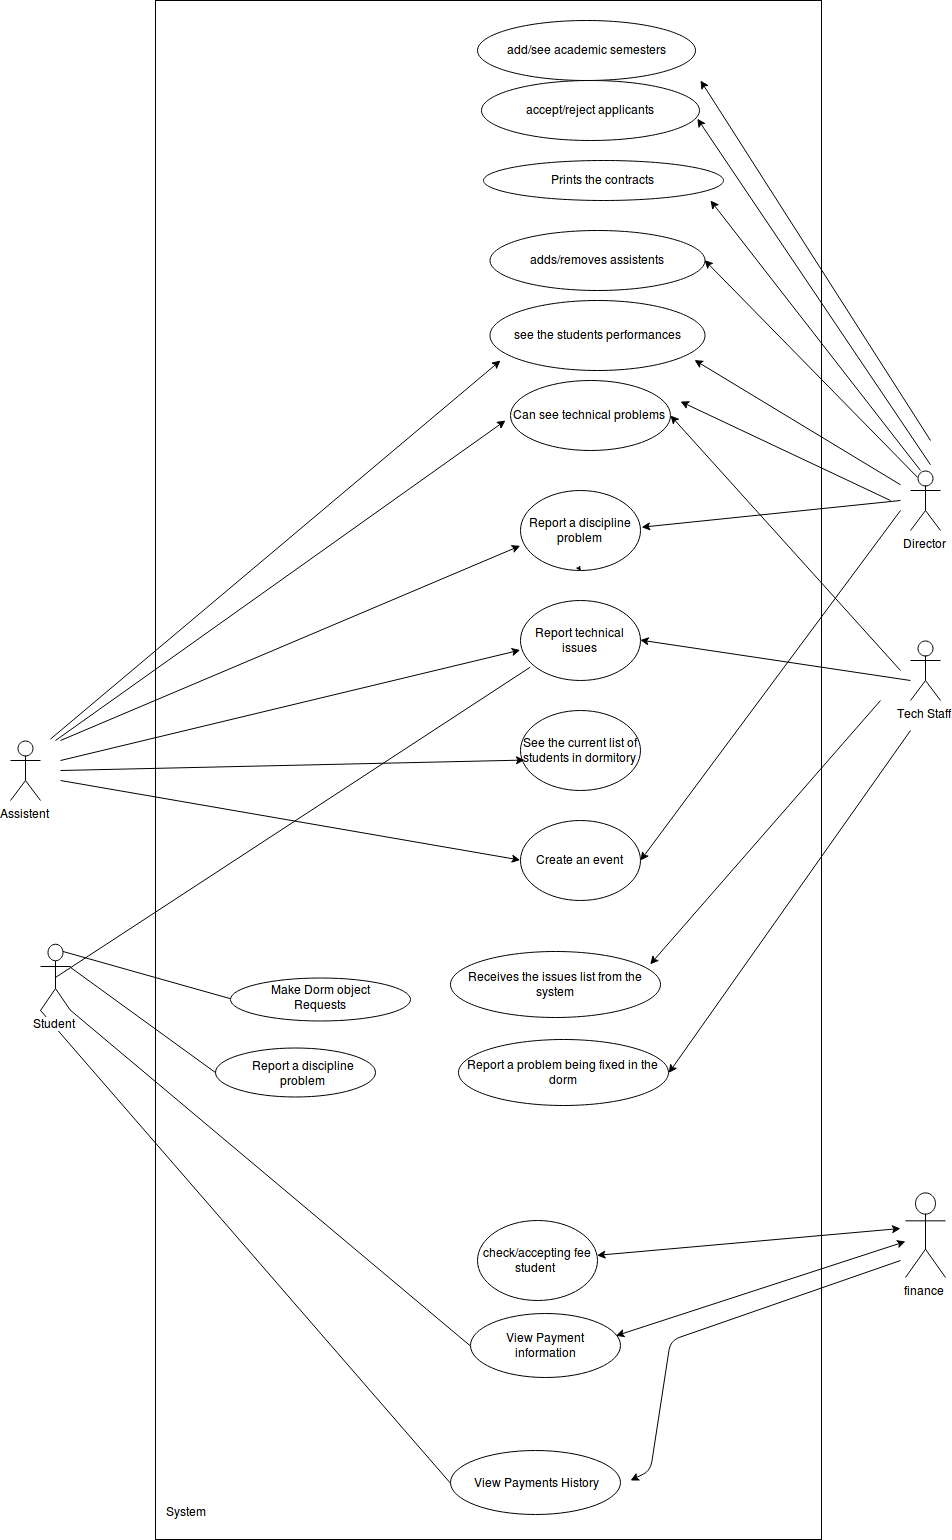 add/see academic semesters
accept/reject applicants
Prints the contracts
adds/removes assistents
see the students performances
Can see technical problems
Report a discipline
problem
Director
Report technical
issues
Tech Staff
See the current list of
students in dormitory
Assistent
Create an event
Receives the issues list from the
system
Make Dorm object
Requests
Student
Report a discipline
problem
Report a problem being fixed in the
dorm
check/accepting fee
student
finance
View Payment
information
View Payments History
System